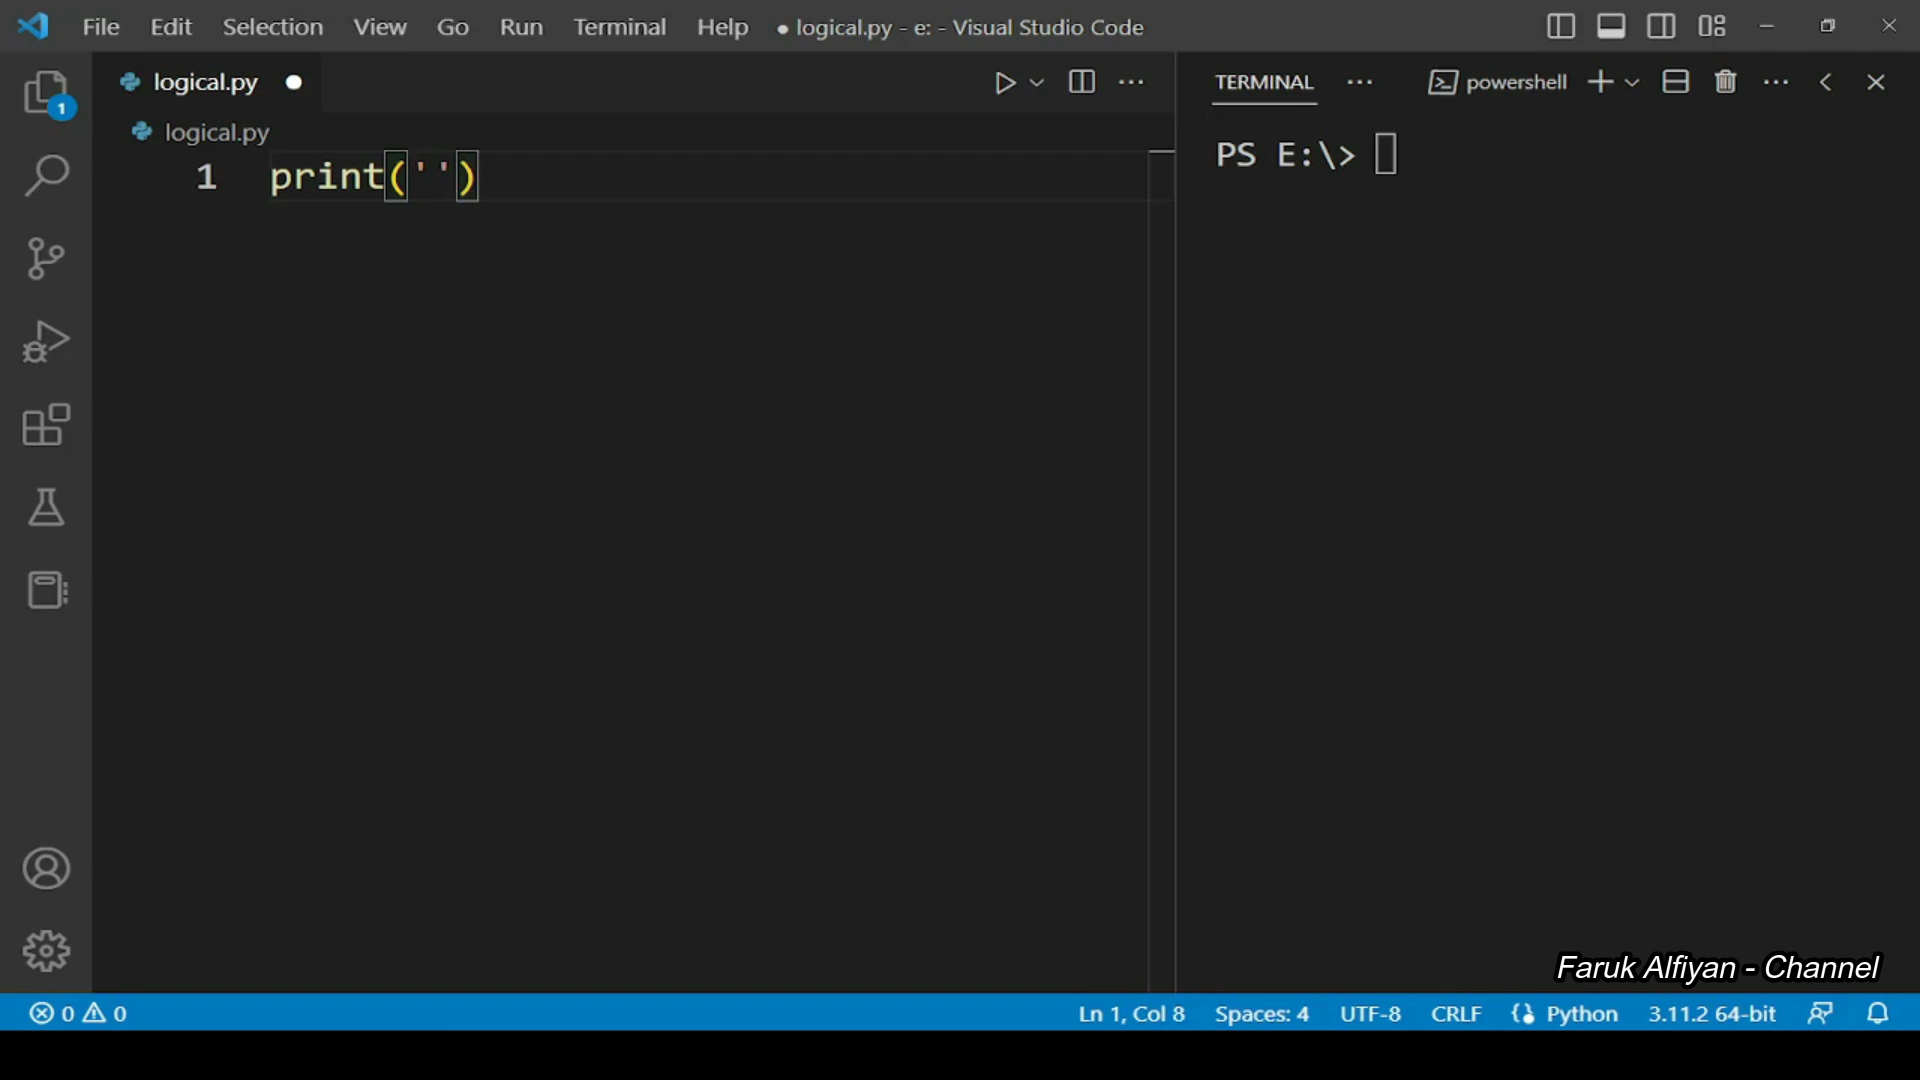 File Edit Selection View Go Run Terminal Help ● logical.py - e: - Visual Studio Code
logical.py ●
TERMINAL ··· powershell
1
logical.py
1 print('')
PS E:\>
Faruk Alfiyan - Channel
0 0 Ln 1, Col 8 Spaces: 4 UTF-8 CRLF Python 3.11.2 64-bit